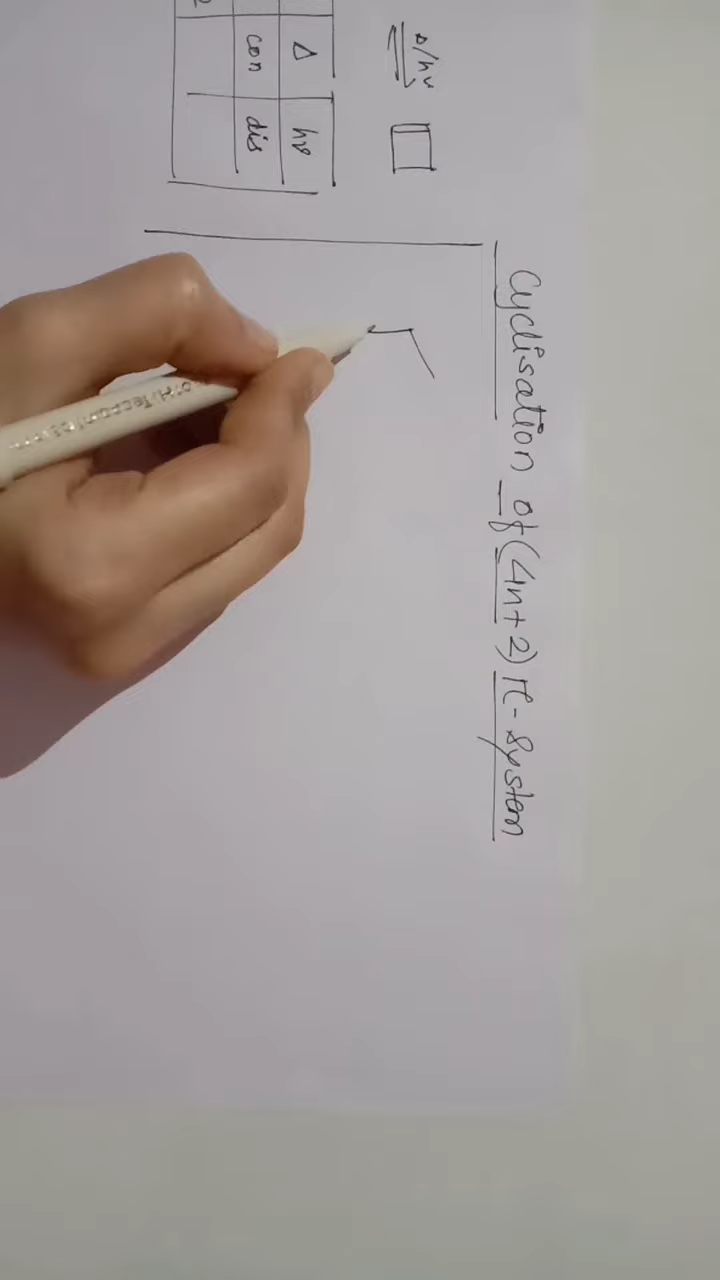 Cyclisation of (4n+2) π-system
Δ/hν
Δ hν
con dis